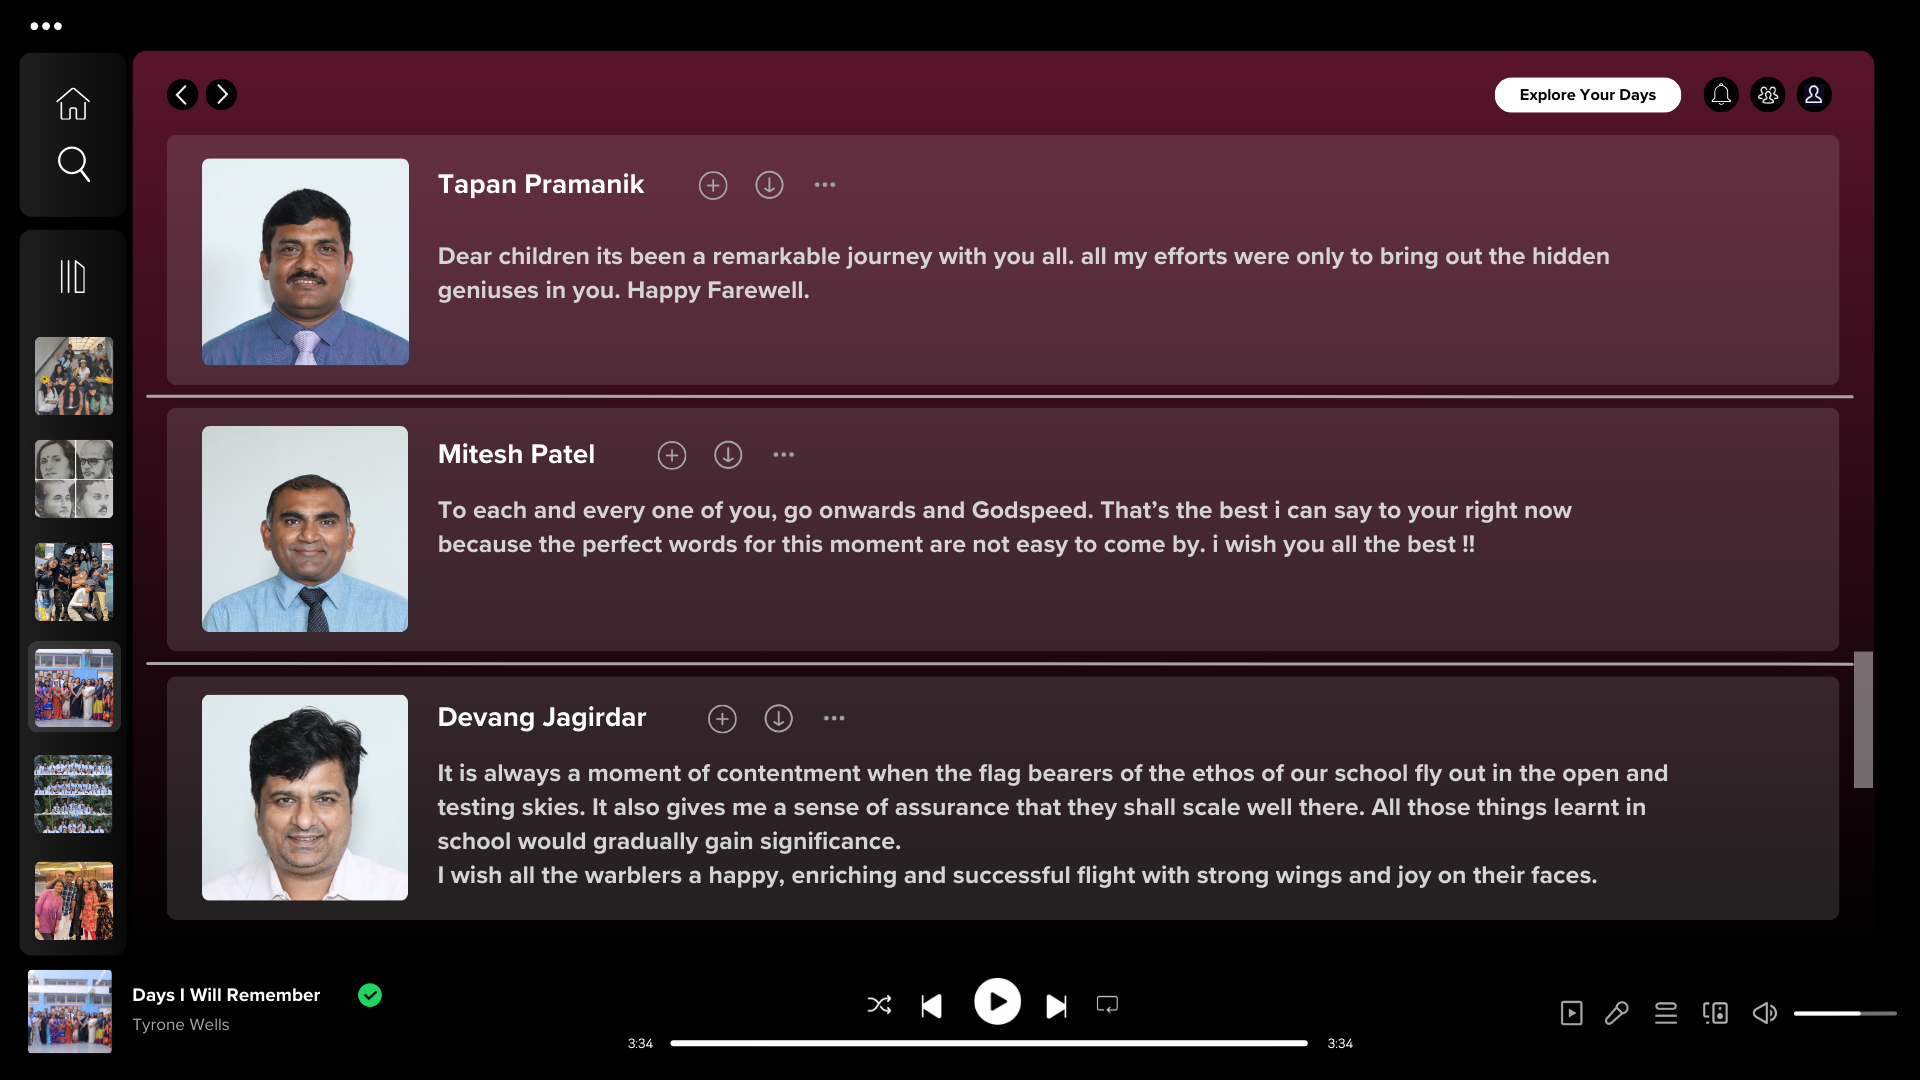 Explore Your Days
Tapan Pramanik
Dear children its been a remarkable journey with you all. all my efforts were only to bring out the hidden
geniuses in you. Happy Farewell.
Mitesh Patel
To each and every one of you, go onwards and Godspeed. That’s the best i can say to your right now
because the perfect words for this moment are not easy to come by. i wish you all the best !!
Devang Jagirdar
It is always a moment of contentment when the flag bearers of the ethos of our school fly out in the open and
testing skies. It also gives me a sense of assurance that they shall scale well there. All those things learnt in
school would gradually gain significance.
I wish all the warblers a happy, enriching and successful flight with strong wings and joy on their faces.
Days I Will Remember
Tyrone Wells
3:34
3:34